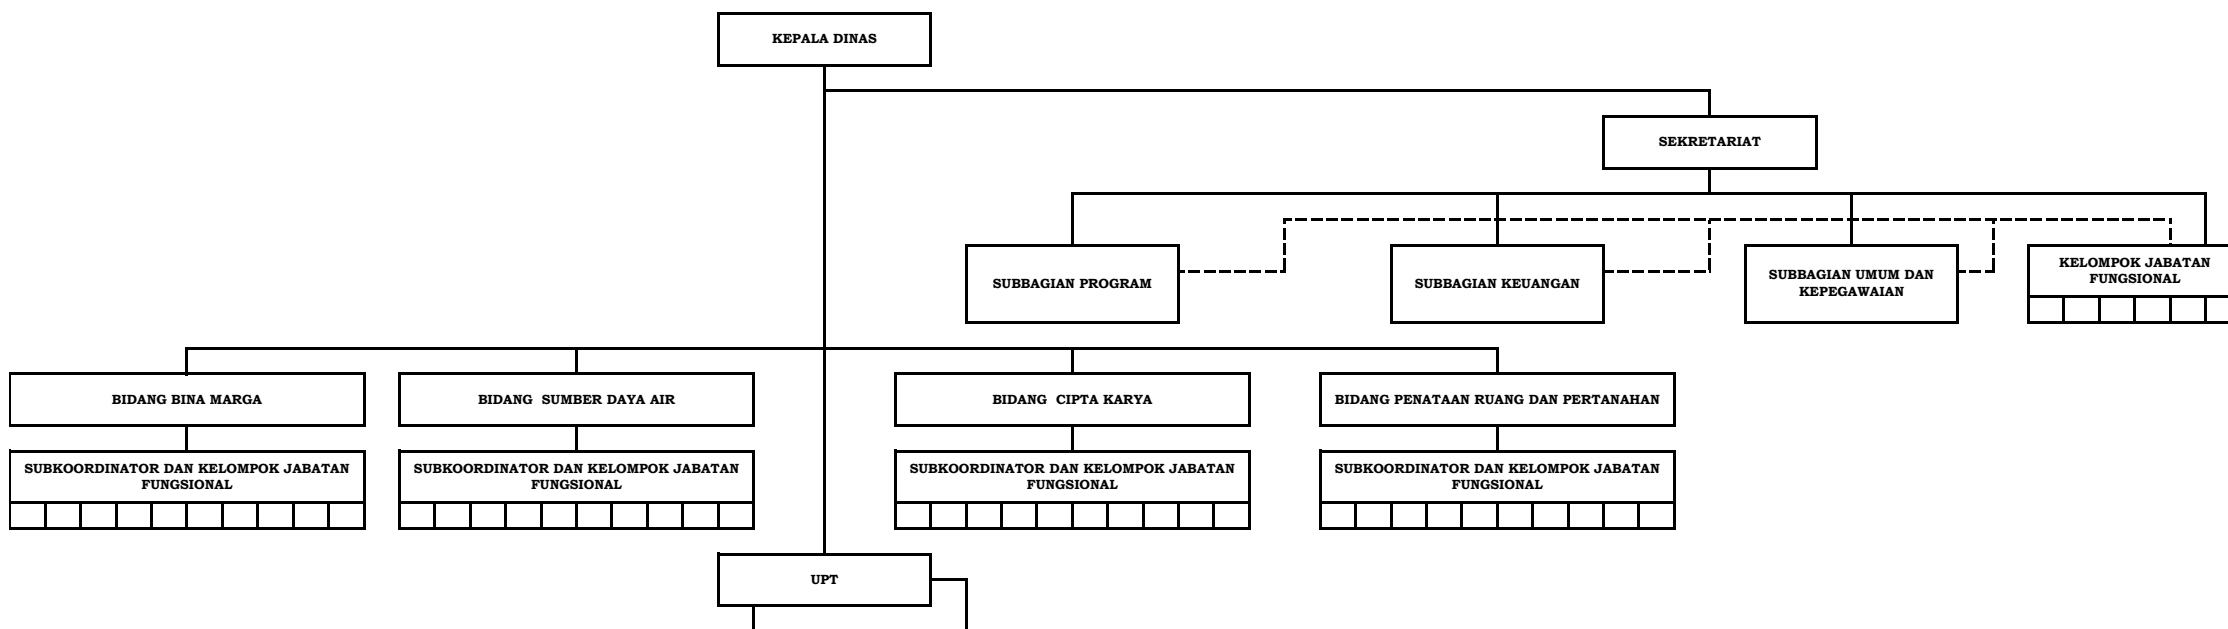 KEPALA DINAS
SEKRETARIAT
SUBBAGIAN PROGRAM
SUBBAGIAN KEUANGAN
SUBBAGIAN UMUM DAN
KEPEGAWAIAN
KELOMPOK JABATAN
FUNGSIONAL
BIDANG BINA MARGA
BIDANG  SUMBER DAYA AIR
BIDANG  CIPTA KARYA
BIDANG PENATAAN RUANG DAN PERTANAHAN
SUBKOORDINATOR DAN KELOMPOK JABATAN
FUNGSIONAL
SUBKOORDINATOR DAN KELOMPOK JABATAN
FUNGSIONAL
SUBKOORDINATOR DAN KELOMPOK JABATAN
FUNGSIONAL
SUBKOORDINATOR DAN KELOMPOK JABATAN
FUNGSIONAL
UPT